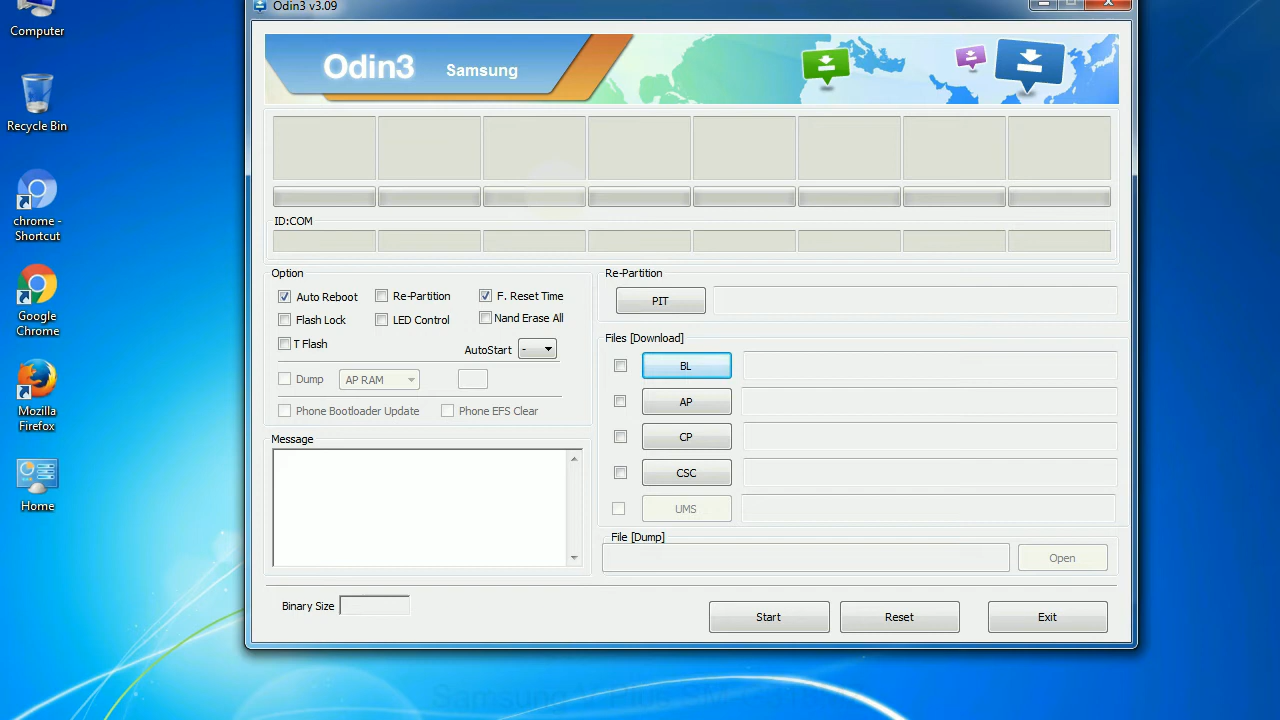 Odin3 v3.09
Computer
Recycle Bin
chrome -
Shortcut
Google
Chrome
Mozilla
Firefox
Home
Odin3 Samsung
ID:COM
Option
Auto Reboot
Re-Partition
F. Reset Time
Flash Lock
LED Control
Nand Erase All
T Flash
AutoStart -
Dump
AP RAM
Phone Bootloader Update
Phone EFS Clear
Message
Re-Partition
PIT
Files [Download]
BL
AP
CP
CSC
UMS
File [Dump]
Open
Binary Size
Start
Reset
Exit
Samsung